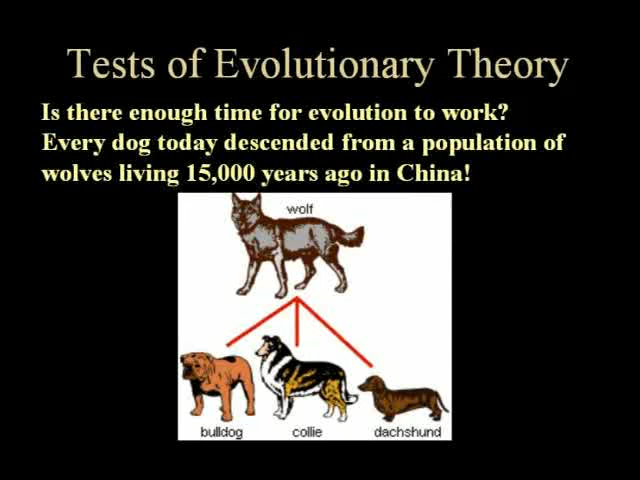 Tests of Evolutionary Theory
Is there enough time for evolution to work?
Every dog today descended from a population of
wolves living 15,000 years ago in China!
wolf
bulldog collie dachshund